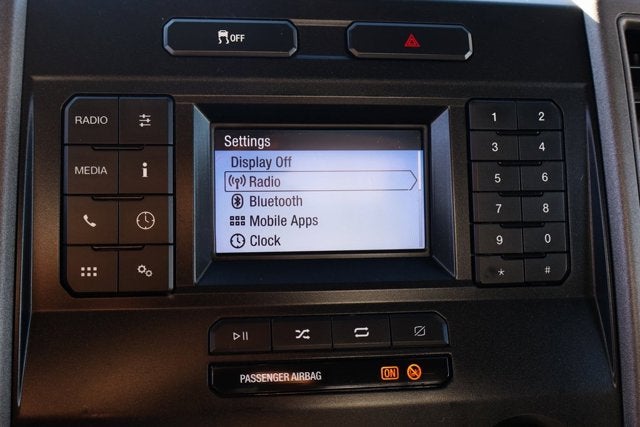 OFF
RADIO
MEDIA
Settings
Display Off
Radio
Bluetooth
Mobile Apps
Clock
1 2
3 4
5 6
7 8
9 0
* #
PASSENGER AIRBAG ON